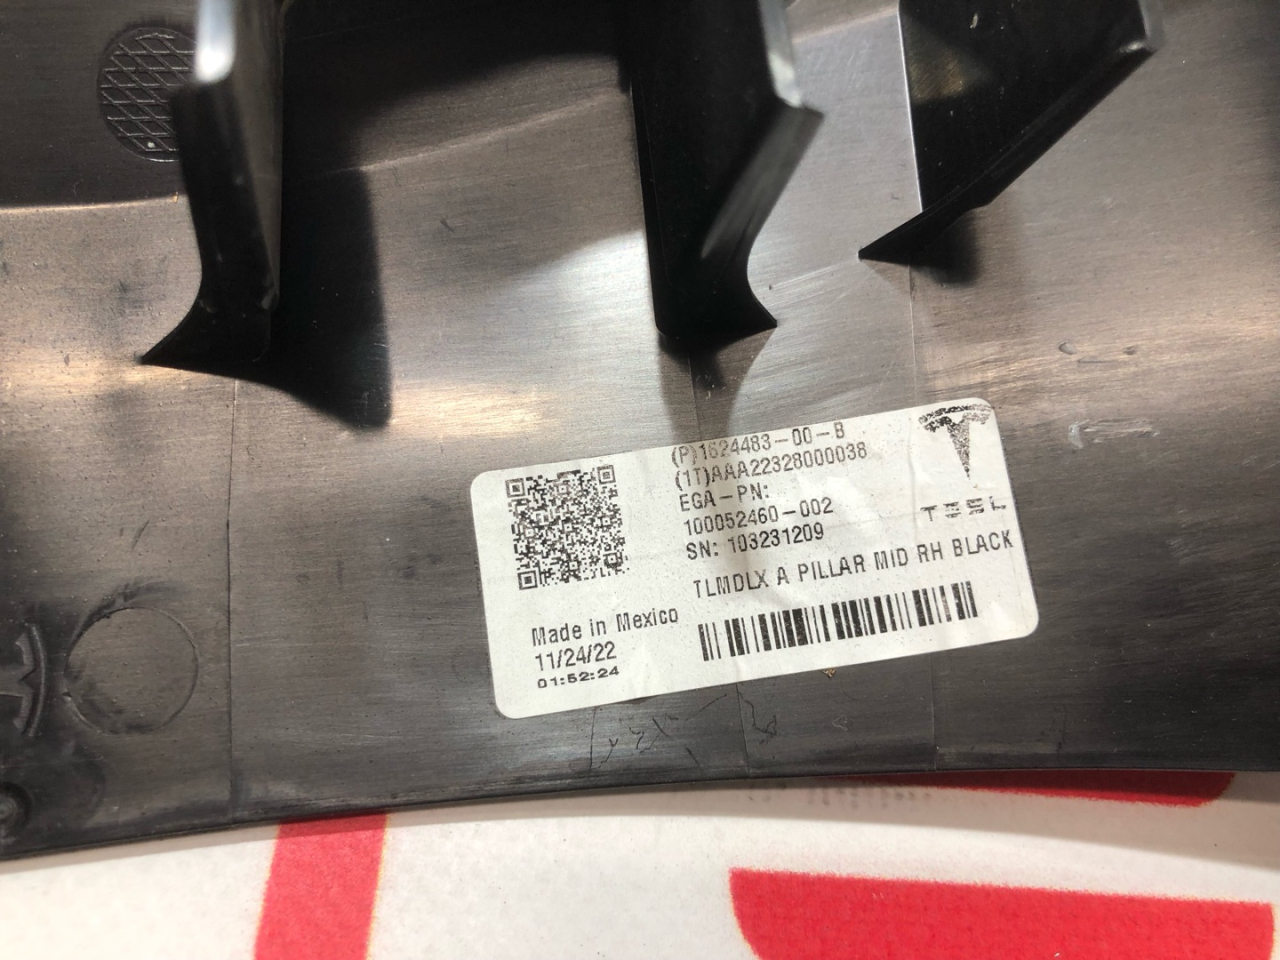 (P)1624483-00-B
(1T)AAA22328000038
EGA-PN:
100052460-002
SN: 103231209
TLMDLX A PILLAR MID RH BLACK
Made in Mexico
11/24/22
01:52:24
TESL